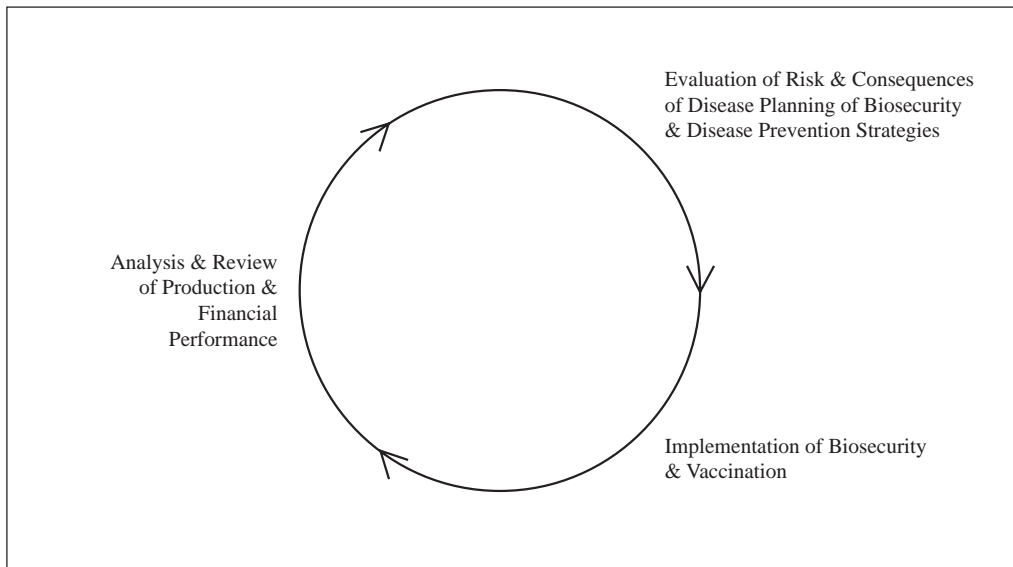 Evaluation of Risk & Consequences
of Disease Planning of Biosecurity
& Disease Prevention Strategies
Analysis & Review
of Production &
Financial
Performance
Implementation of Biosecurity
& Vaccination